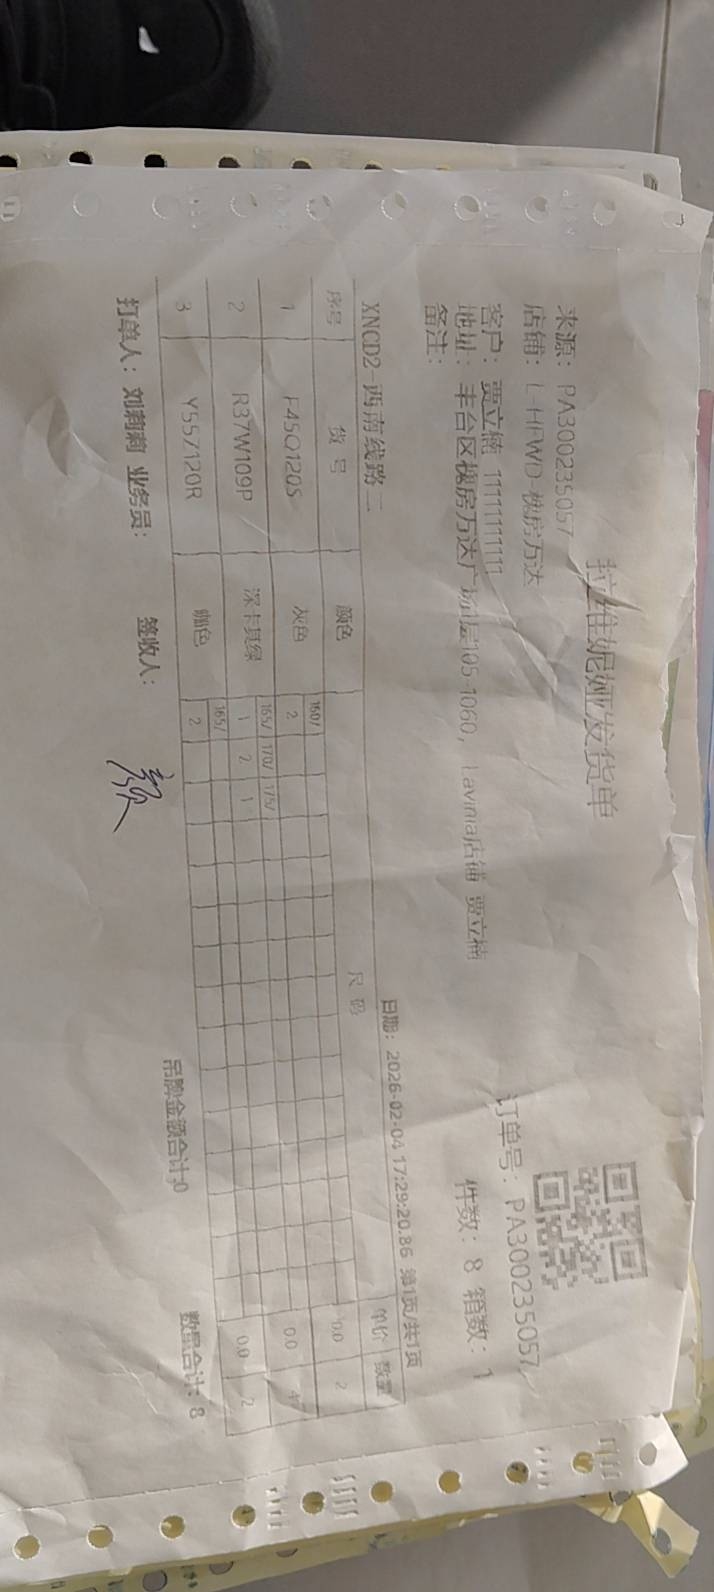 拉维妮娅发货单
来源：PA300235057
订单号：PA300235057
店铺：L-HFWD-槐房万达
客户：贾立楠 11111111111
件数：8 箱数：1
地址：丰台区槐房万达广场1层105-1060，Lavinia店铺 贾立楠
备注：
日期：2026-02-04 17:29:20.86 第1页/共1页
XNCD2-西南线路二
序号 货号 颜色 尺码 单价 数量
160/
1 F45Q120S 灰色 2 0.0 2
165/ 170/ 175/
2 R37W109P 深卡其绿 1 2 1 0.0 4
165/
3 Y55Z120R 咖色 2 0.0 2
打单人：刘莉莉 业务员： 签收人： 吊牌金额合计:0 数量合计: 8